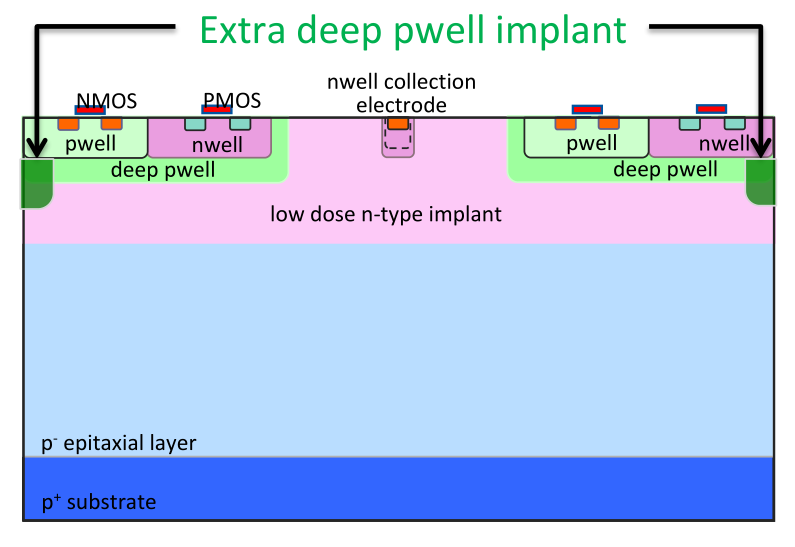 Extra deep pwell implant
nwell collection
electrode
NMOS
PMOS
pwell
nwell
pwell
nwell
deep pwell
deep pwell
low dose n-type implant
p- epitaxial layer
p+ substrate